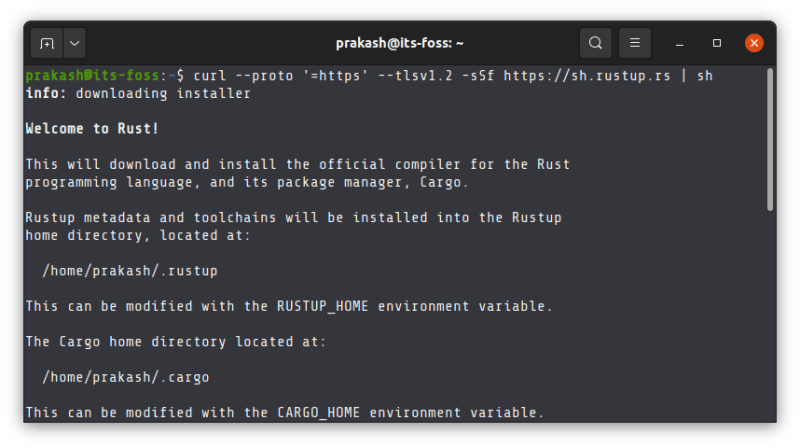 prakash@its-foss: ~
prakash@its-foss:~$ curl --proto '=https' --tlsv1.2 -sSf https://sh.rustup.rs | sh
info: downloading installer
Welcome to Rust!
This will download and install the official compiler for the Rust
programming language, and its package manager, Cargo.
Rustup metadata and toolchains will be installed into the Rustup
home directory, located at:
/home/prakash/.rustup
This can be modified with the RUSTUP_HOME environment variable.
The Cargo home directory located at:
/home/prakash/.cargo
This can be modified with the CARGO_HOME environment variable.